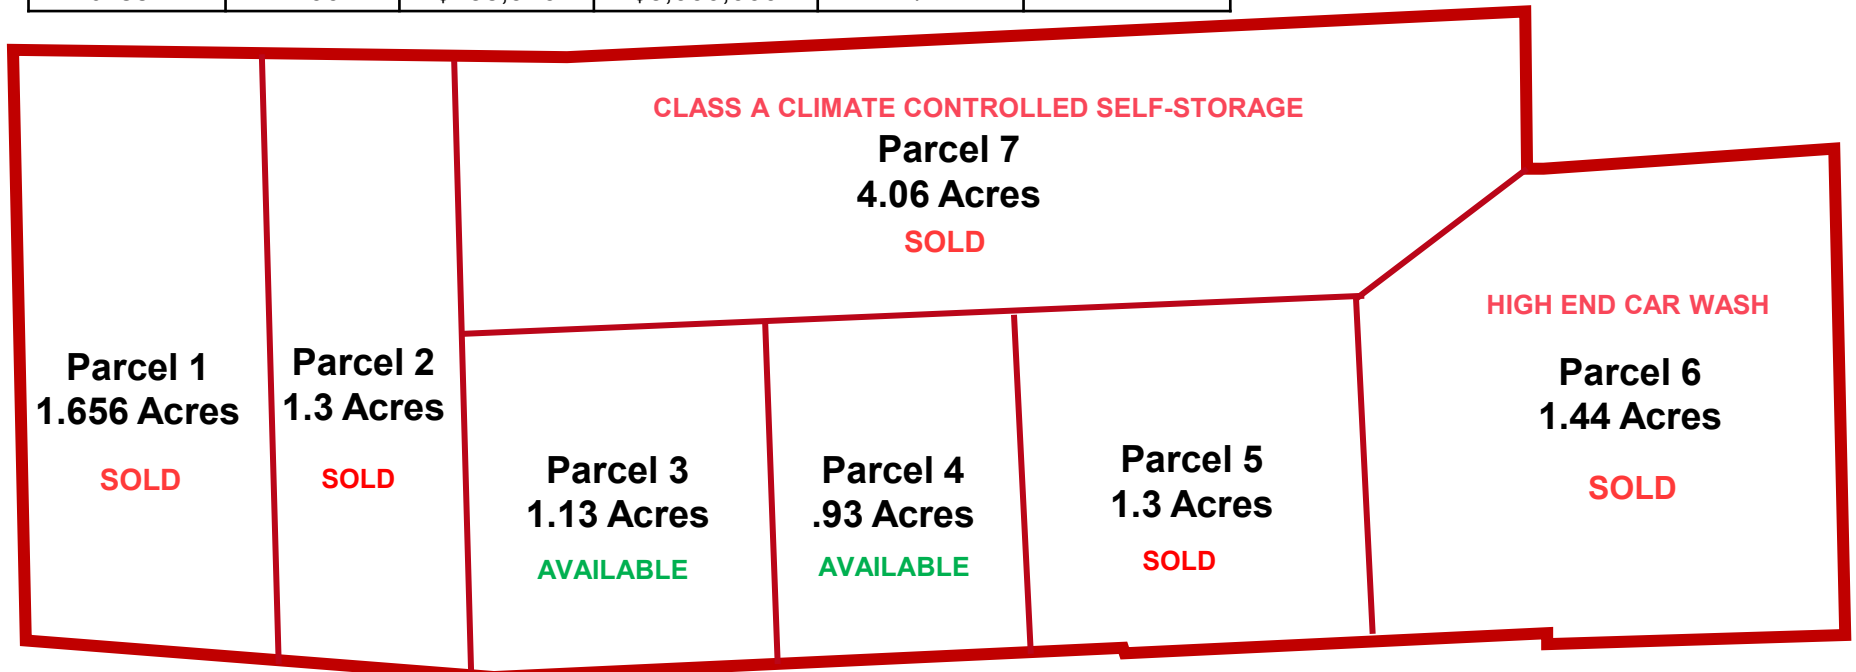 CLASS A CLIMATE CONTROLLED SELF-STORAGE
Parcel 7
4.06 Acres
SOLD
HIGH END CAR WASH
Parcel 1
1.656 Acres
SOLD
Parcel 2
1.3 Acres
SOLD
Parcel 3
1.13 Acres
AVAILABLE
Parcel 4
.93 Acres
AVAILABLE
Parcel 5
1.3 Acres
SOLD
Parcel 6
1.44 Acres
SOLD